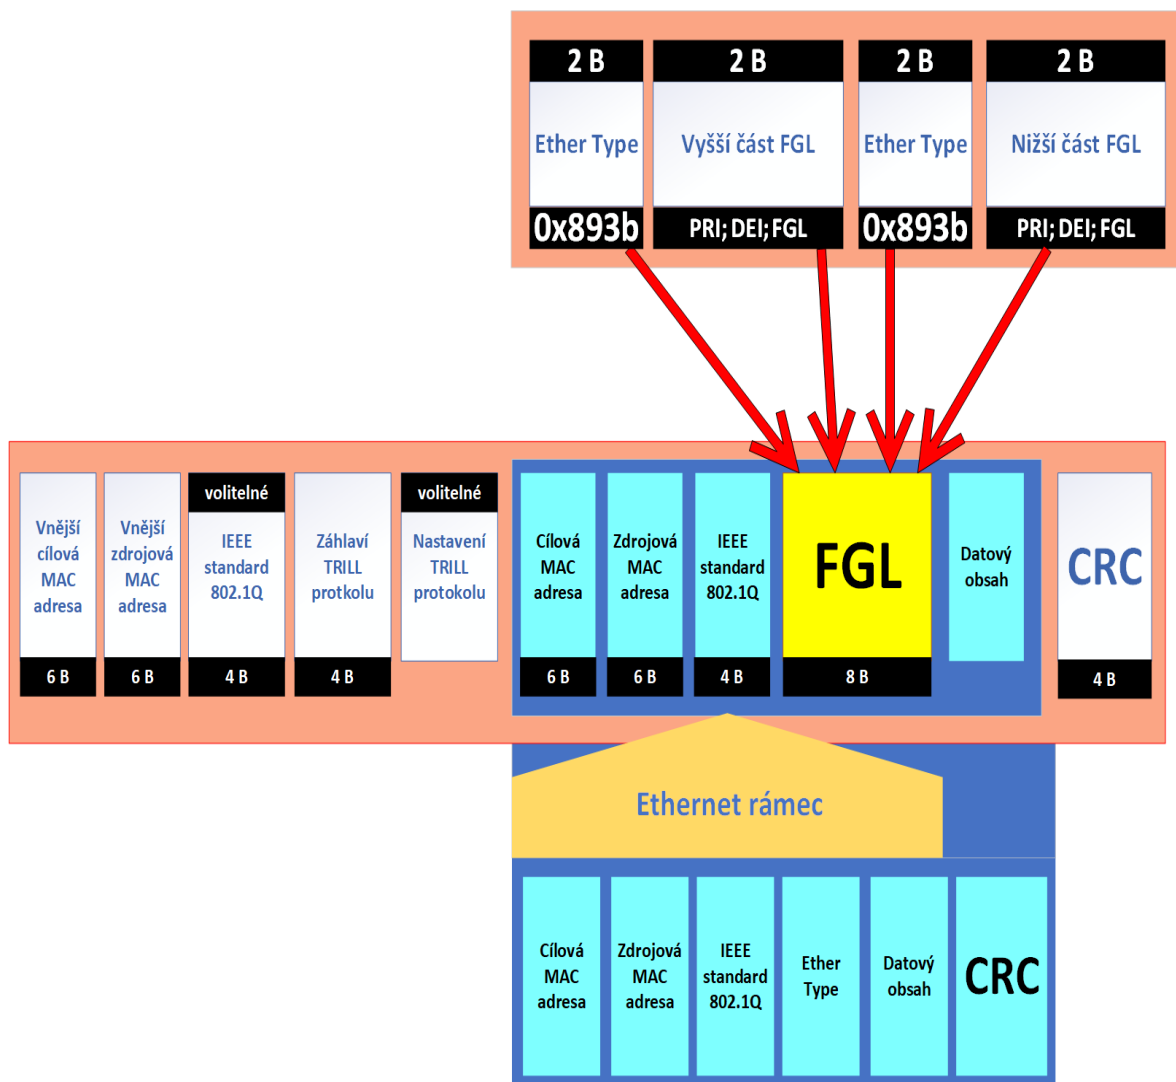 2 B
2 B
2 B
2 B
Ether Type
Vyšší část FGL
Ether Type
Nižší část FGL
0x893b
PRI; DEI; FGL
0x893b
PRI; DEI; FGL
Vnější
cílová
MAC
adresa
6 B
Vnější
zdrojová
MAC
adresa
6 B
volitelné
IEEE
standard
802.1Q
4 B
Záhlaví
TRILL
protkolu
4 B
volitelné
Nastavení
TRILL
protokolu
Cílová
MAC
adresa
6 B
Zdrojová
MAC
adresa
6 B
IEEE
standard
802.1Q
4 B
FGL
8 B
Datový
obsah
CRC
4 B
Ethernet rámec
Cílová
MAC
adresa
Zdrojová
MAC
adresa
IEEE
standard
802.1Q
Ether
Type
Datový
obsah
CRC